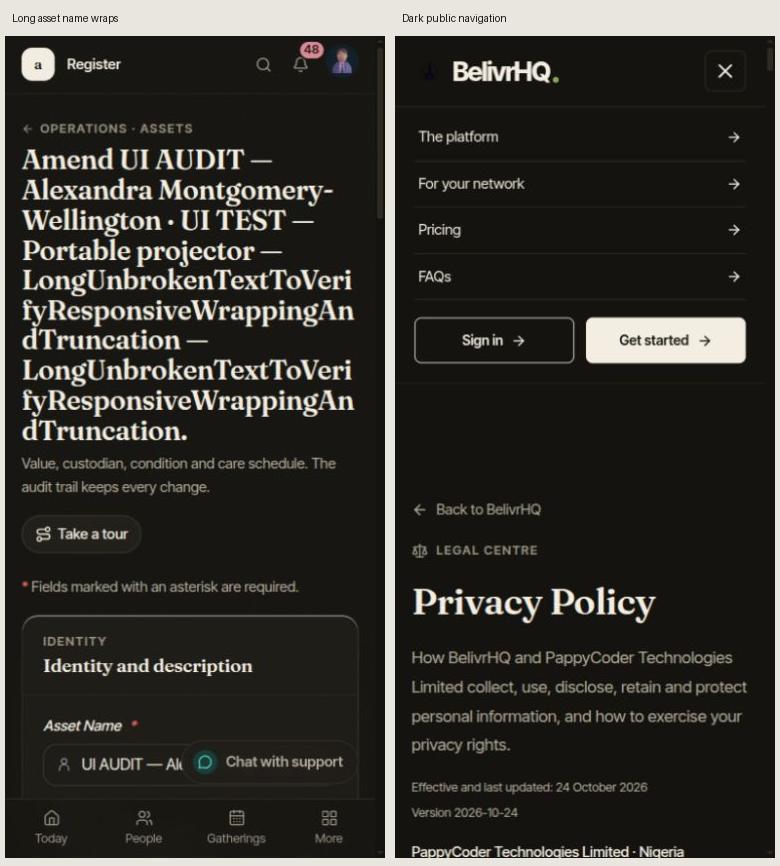 Long asset name wraps
a Register 48
← OPERATIONS · ASSETS
Amend UI AUDIT —
Alexandra Montgomery-
Wellington · UI TEST —
Portable projector —
LongUnbrokenTextToVeri
fyResponsiveWrappingAn
dTruncation —
LongUnbrokenTextToVeri
fyResponsiveWrappingAn
dTruncation.
Value, custodian, condition and care schedule. The
audit trail keeps every change.
Take a tour
* Fields marked with an asterisk are required.
IDENTITY
Identity and description
Asset Name *
UI AUDIT — Al
Chat with support
Today People Gatherings More
Dark public navigation
BelivrHQ.
The platform →
For your network →
Pricing →
FAQs →
Sign in → Get started →
← Back to BelivrHQ
LEGAL CENTRE
Privacy Policy
How BelivrHQ and PappyCoder Technologies
Limited collect, use, disclose, retain and protect
personal information, and how to exercise your
privacy rights.
Effective and last updated: 24 October 2026
Version 2026-10-24
PappyCoder Technologies Limited · Nigeria